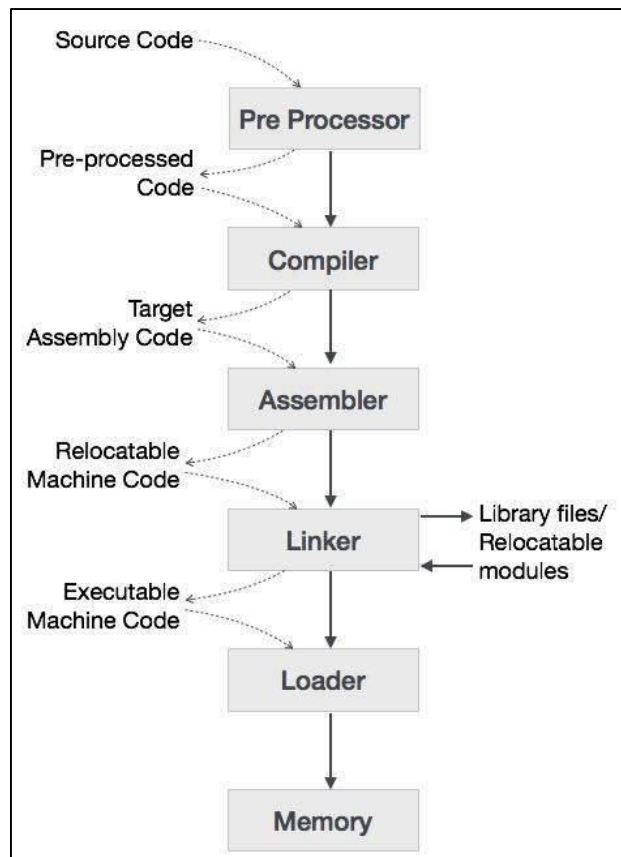 Source Code
Pre Processor
Pre-processed
Code
Compiler
Target
Assembly Code
Assembler
Relocatable
Machine Code
Linker
Library files/
Relocatable
modules
Executable
Machine Code
Loader
Memory